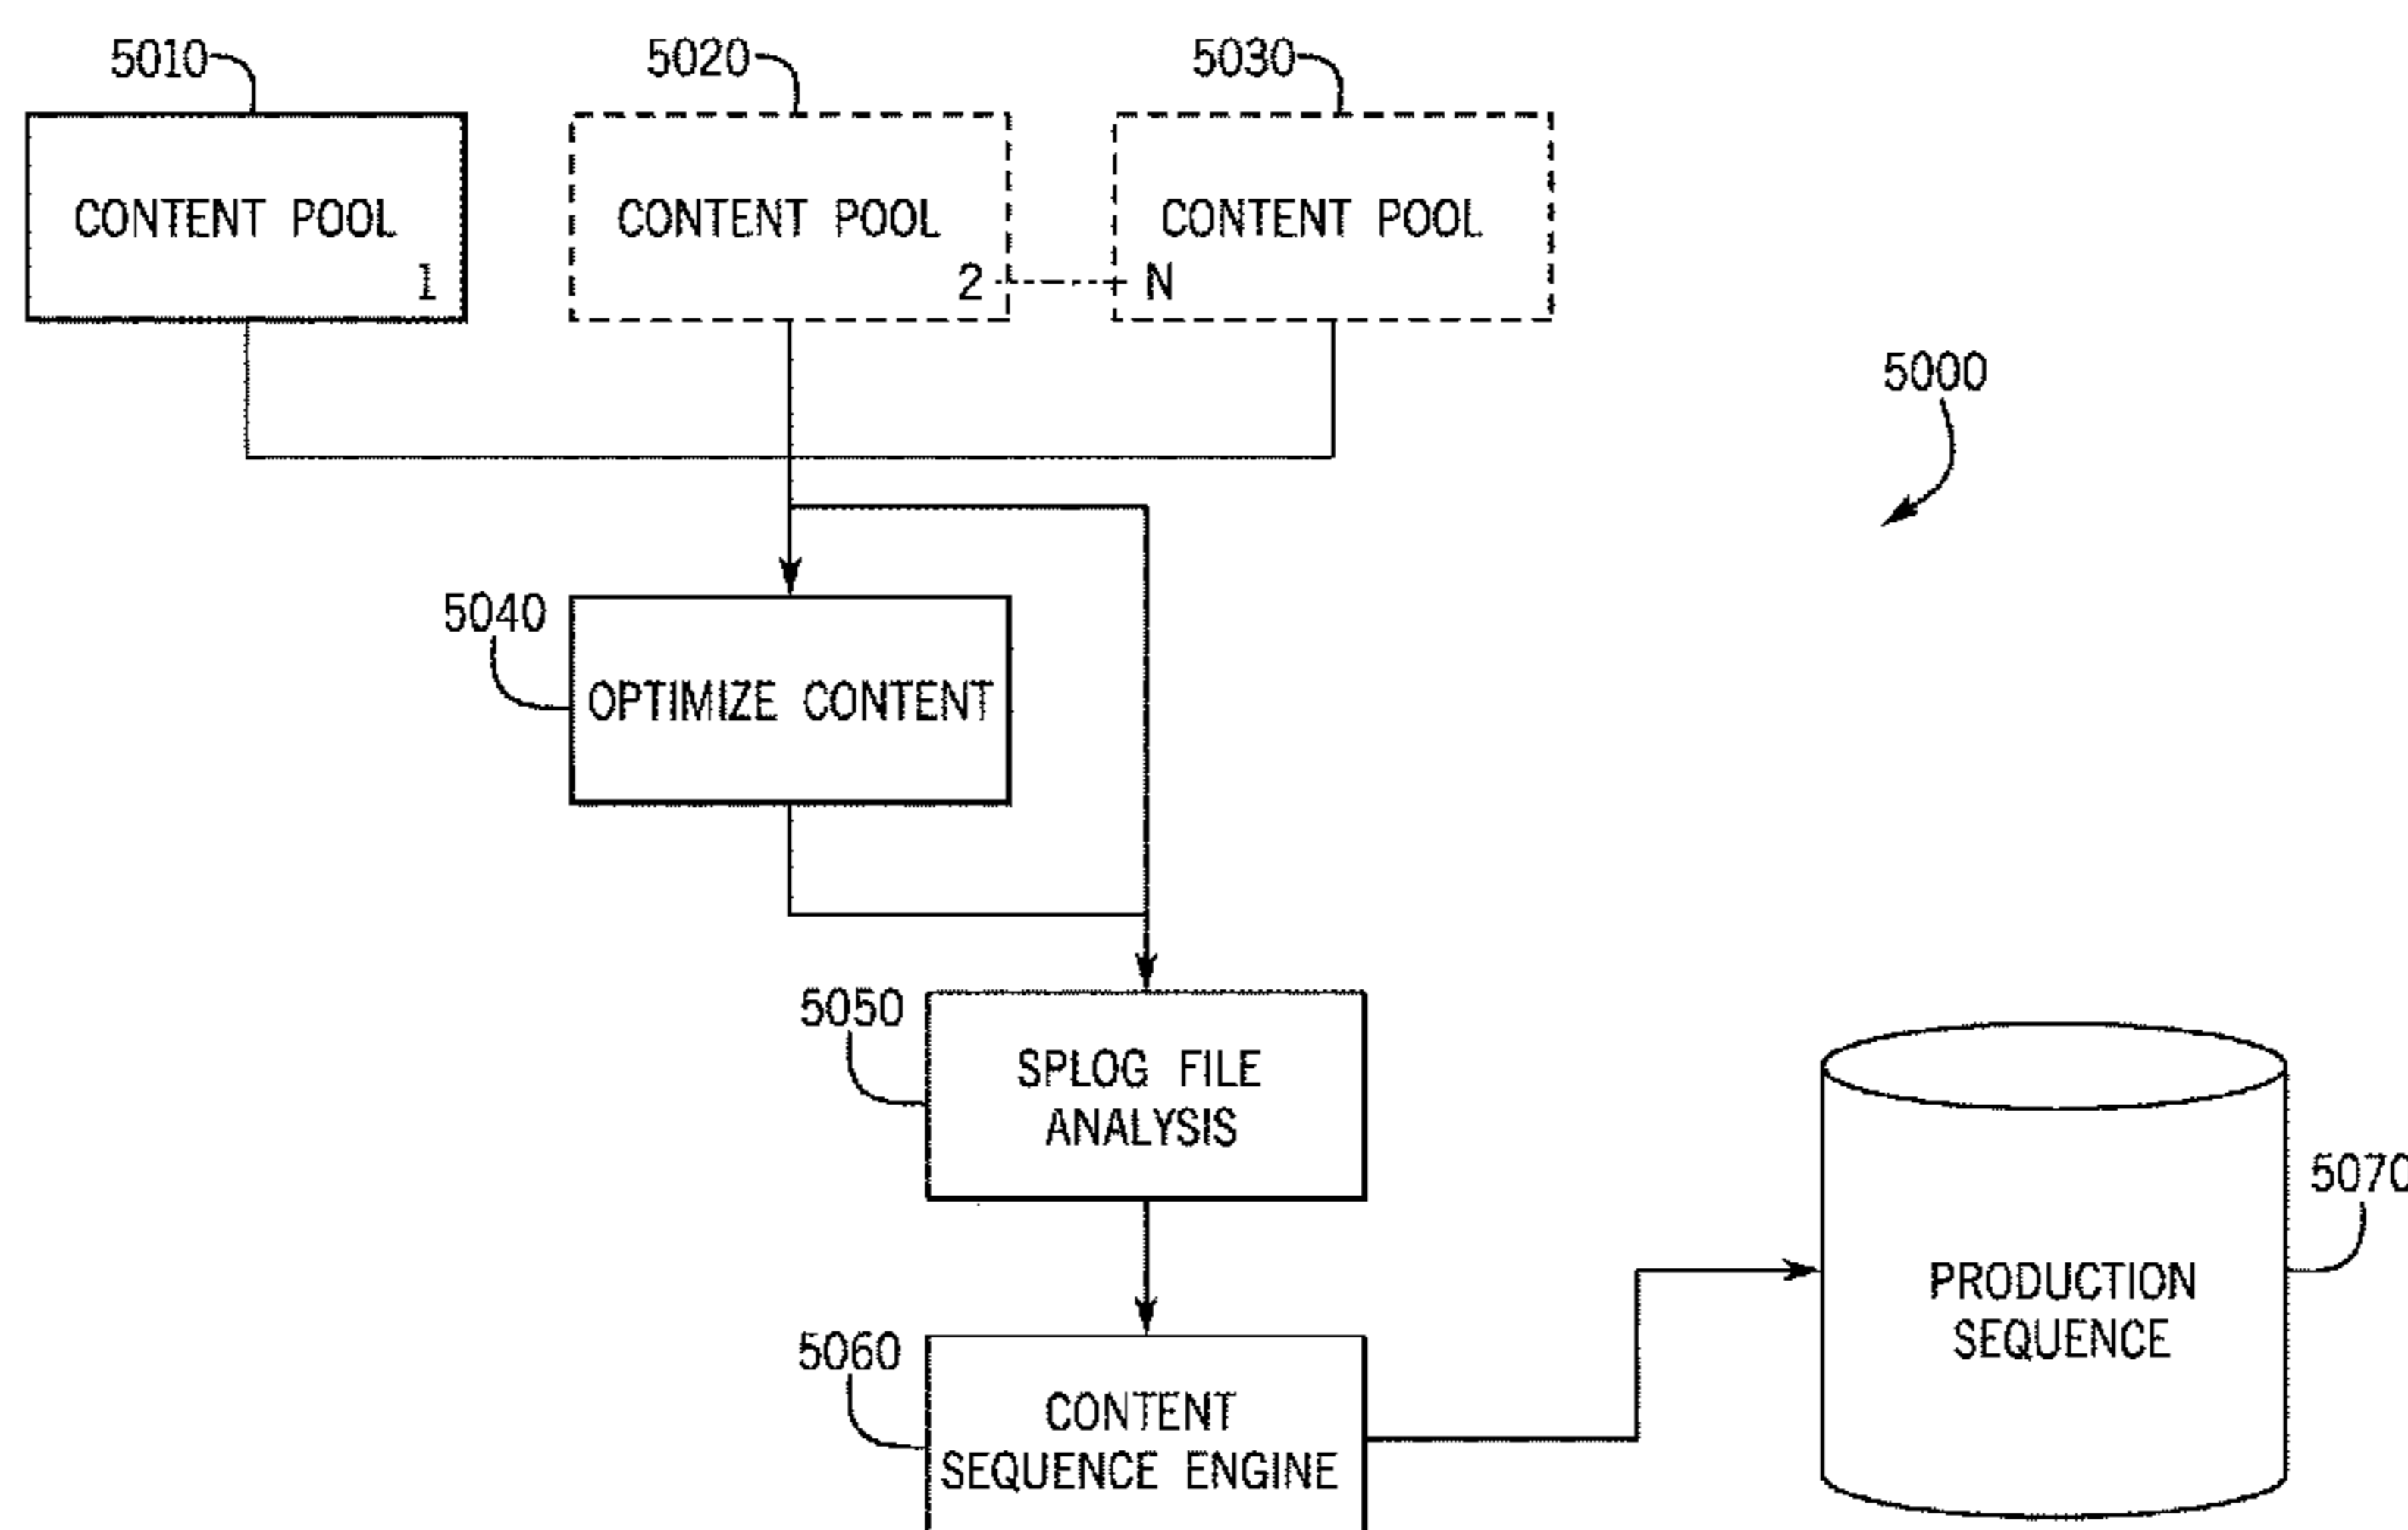 5010
5020
5030
CONTENT POOL
1
CONTENT POOL
2
CONTENT POOL
N
5000
5040
OPTIMIZE CONTENT
5050
SPLOG FILE
ANALYSIS
5060
CONTENT
SEQUENCE ENGINE
PRODUCTION
SEQUENCE
5070